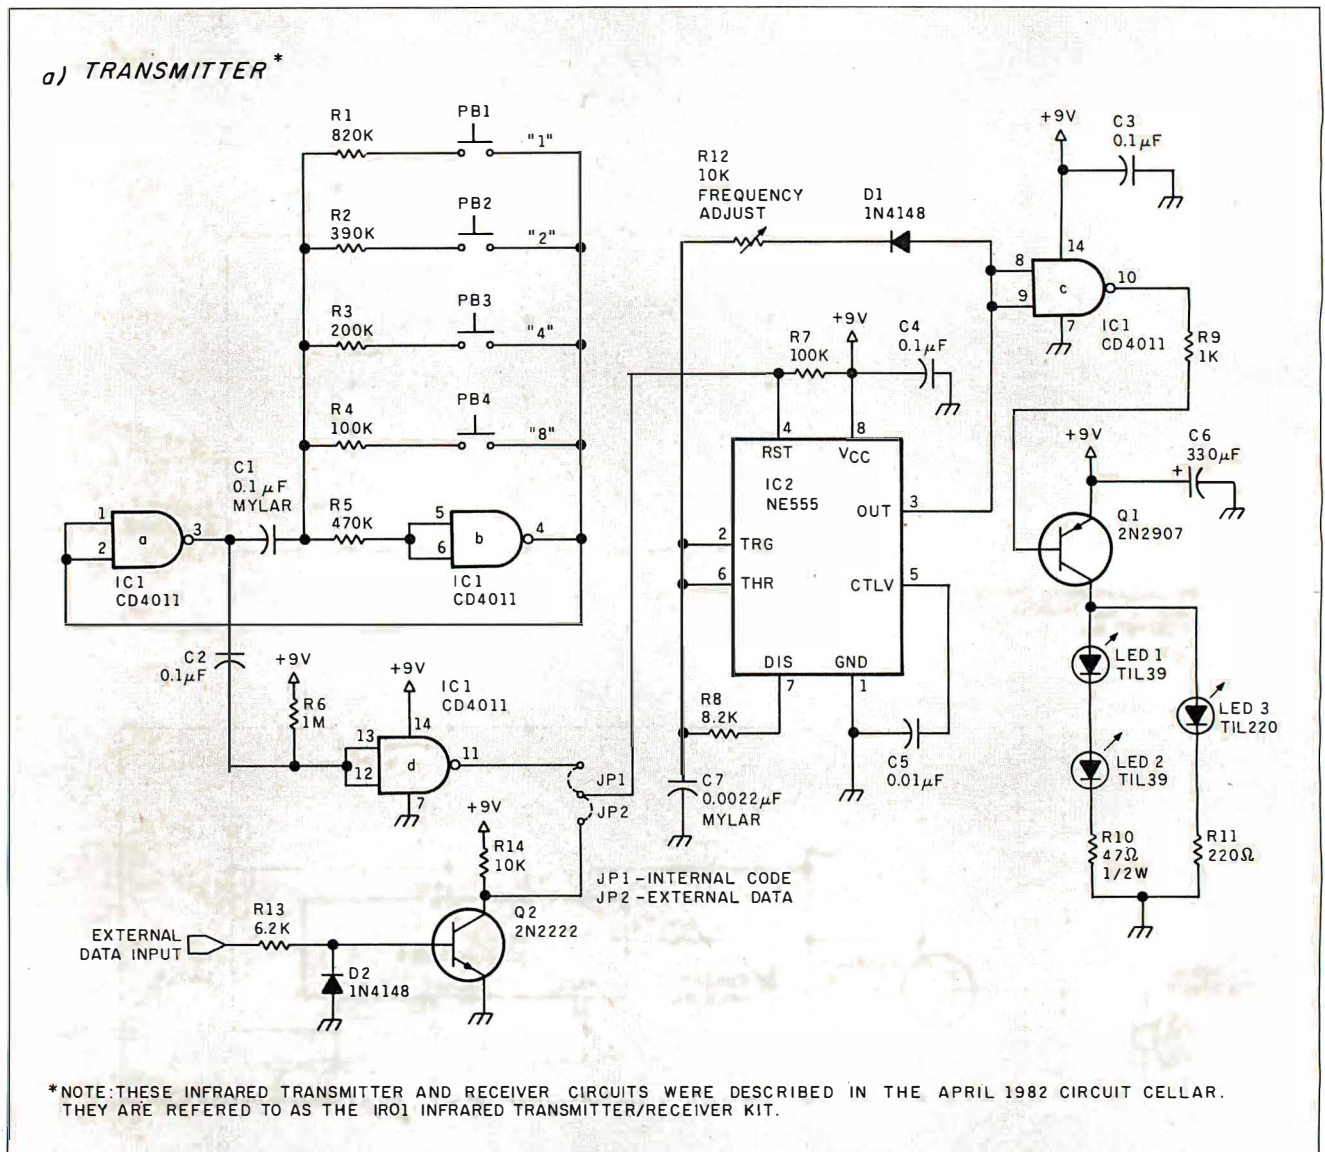 a) TRANSMITTER*
R1
820K
PB1
"1"
R2
390K
PB2
"2"
R3
200K
PB3
"4"
R4
100K
PB4
"8"
C1
0.1µF
MYLAR
R5
470K
1
2
a
3
IC1
CD4011
5
6
b
4
IC1
CD4011
C2
0.1µF
+9V
R6
1M
+9V
IC1
CD4011
14
13
12
d
11
7
JP1
JP2
+9V
R14
10K
JP1-INTERNAL CODE
JP2-EXTERNAL DATA
EXTERNAL
DATA INPUT
R13
6.2K
D2
1N4148
Q2
2N2222
R12
10K
FREQUENCY
ADJUST
D1
1N4148
+9V
C3
0.1µF
14
8
9
c
10
7
IC1
CD4011
R9
1K
R7
100K
+9V
C4
0.1µF
4
8
RST
VCC
IC2
NE555
OUT
3
2
TRG
6
THR
CTLV
5
DIS
GND
7
1
R8
8.2K
C5
0.01µF
C7
0.0022µF
MYLAR
+9V
C6
330µF
+
Q1
2N2907
LED 1
TIL39
LED 2
TIL39
LED 3
TIL220
R10
47Ω
1/2W
R11
220Ω
*NOTE:THESE INFRARED TRANSMITTER AND RECEIVER CIRCUITS WERE DESCRIBED IN THE APRIL 1982 CIRCUIT CELLAR.
THEY ARE REFERED TO AS THE IR01 INFRARED TRANSMITTER/RECEIVER KIT.